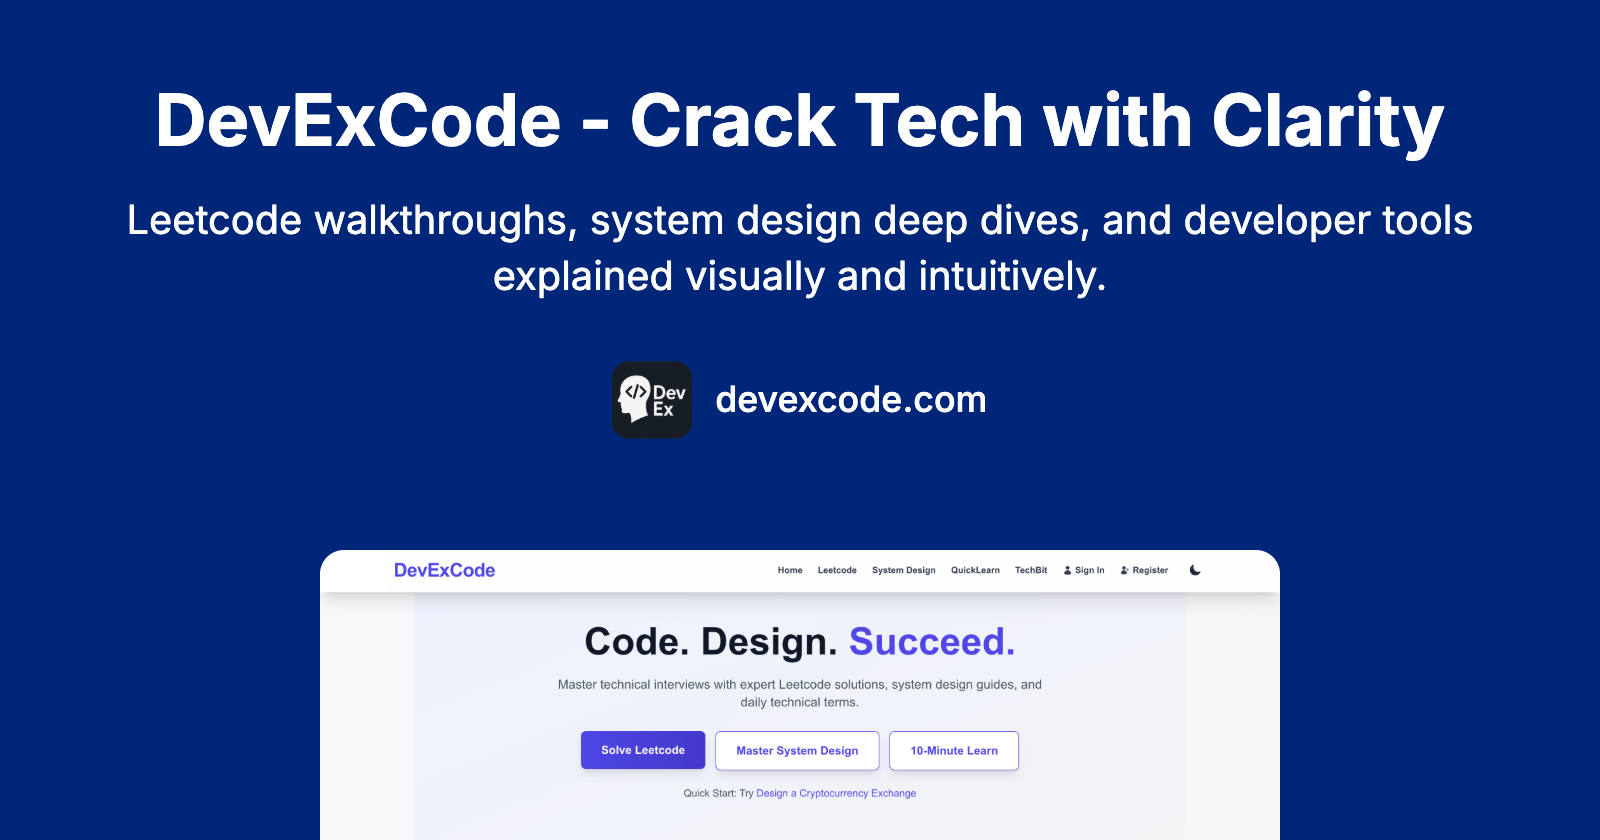 DevExCode - Crack Tech with Clarity
Leetcode walkthroughs, system design deep dives, and developer tools
explained visually and intuitively.
</> Dev
Ex
devexcode.com
DevExCode Home Leetcode System Design QuickLearn TechBit Sign In Register
Code. Design. Succeed.
Master technical interviews with expert Leetcode solutions, system design guides, and
daily technical terms.
Solve Leetcode Master System Design 10-Minute Learn
Quick Start: Try Design a Cryptocurrency Exchange